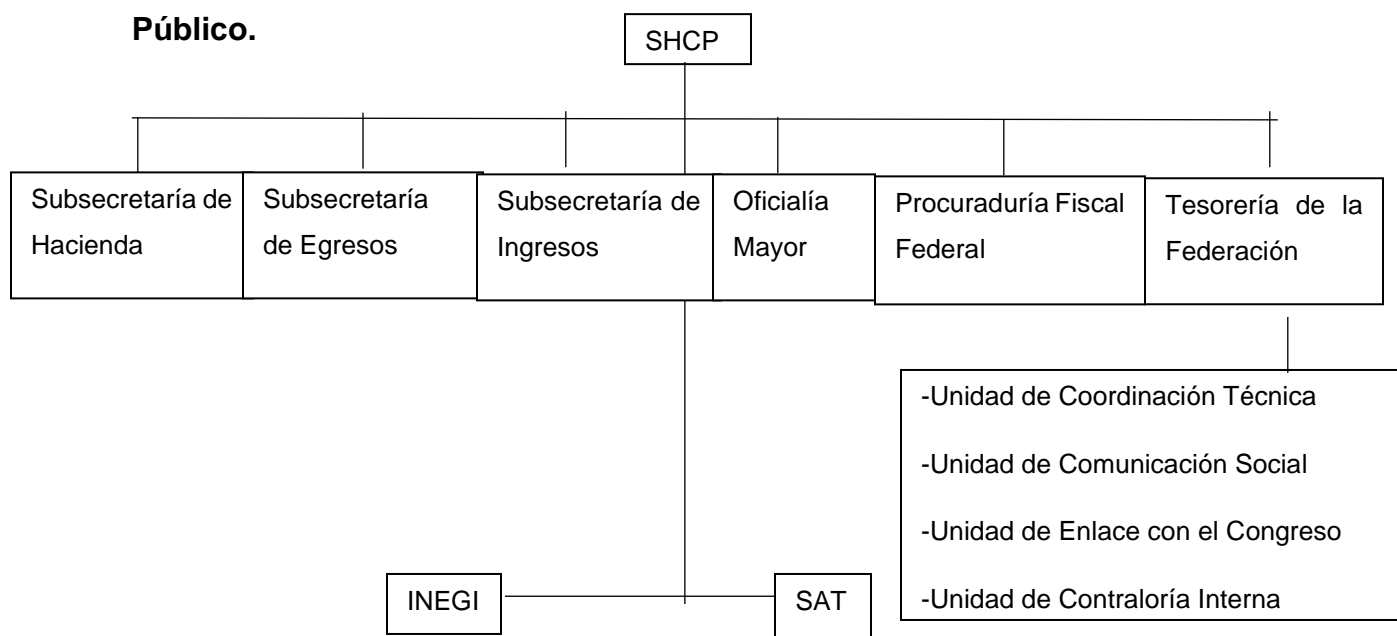 Público.
SHCP
Subsecretaría de
Hacienda
Subsecretaría
de Egresos
Subsecretaría de
Ingresos
Oficialía
Mayor
Procuraduría Fiscal
Federal
Tesorería de la
Federación
-Unidad de Coordinación Técnica
-Unidad de Comunicación Social
-Unidad de Enlace con el Congreso
-Unidad de Contraloría Interna
INEGI
SAT